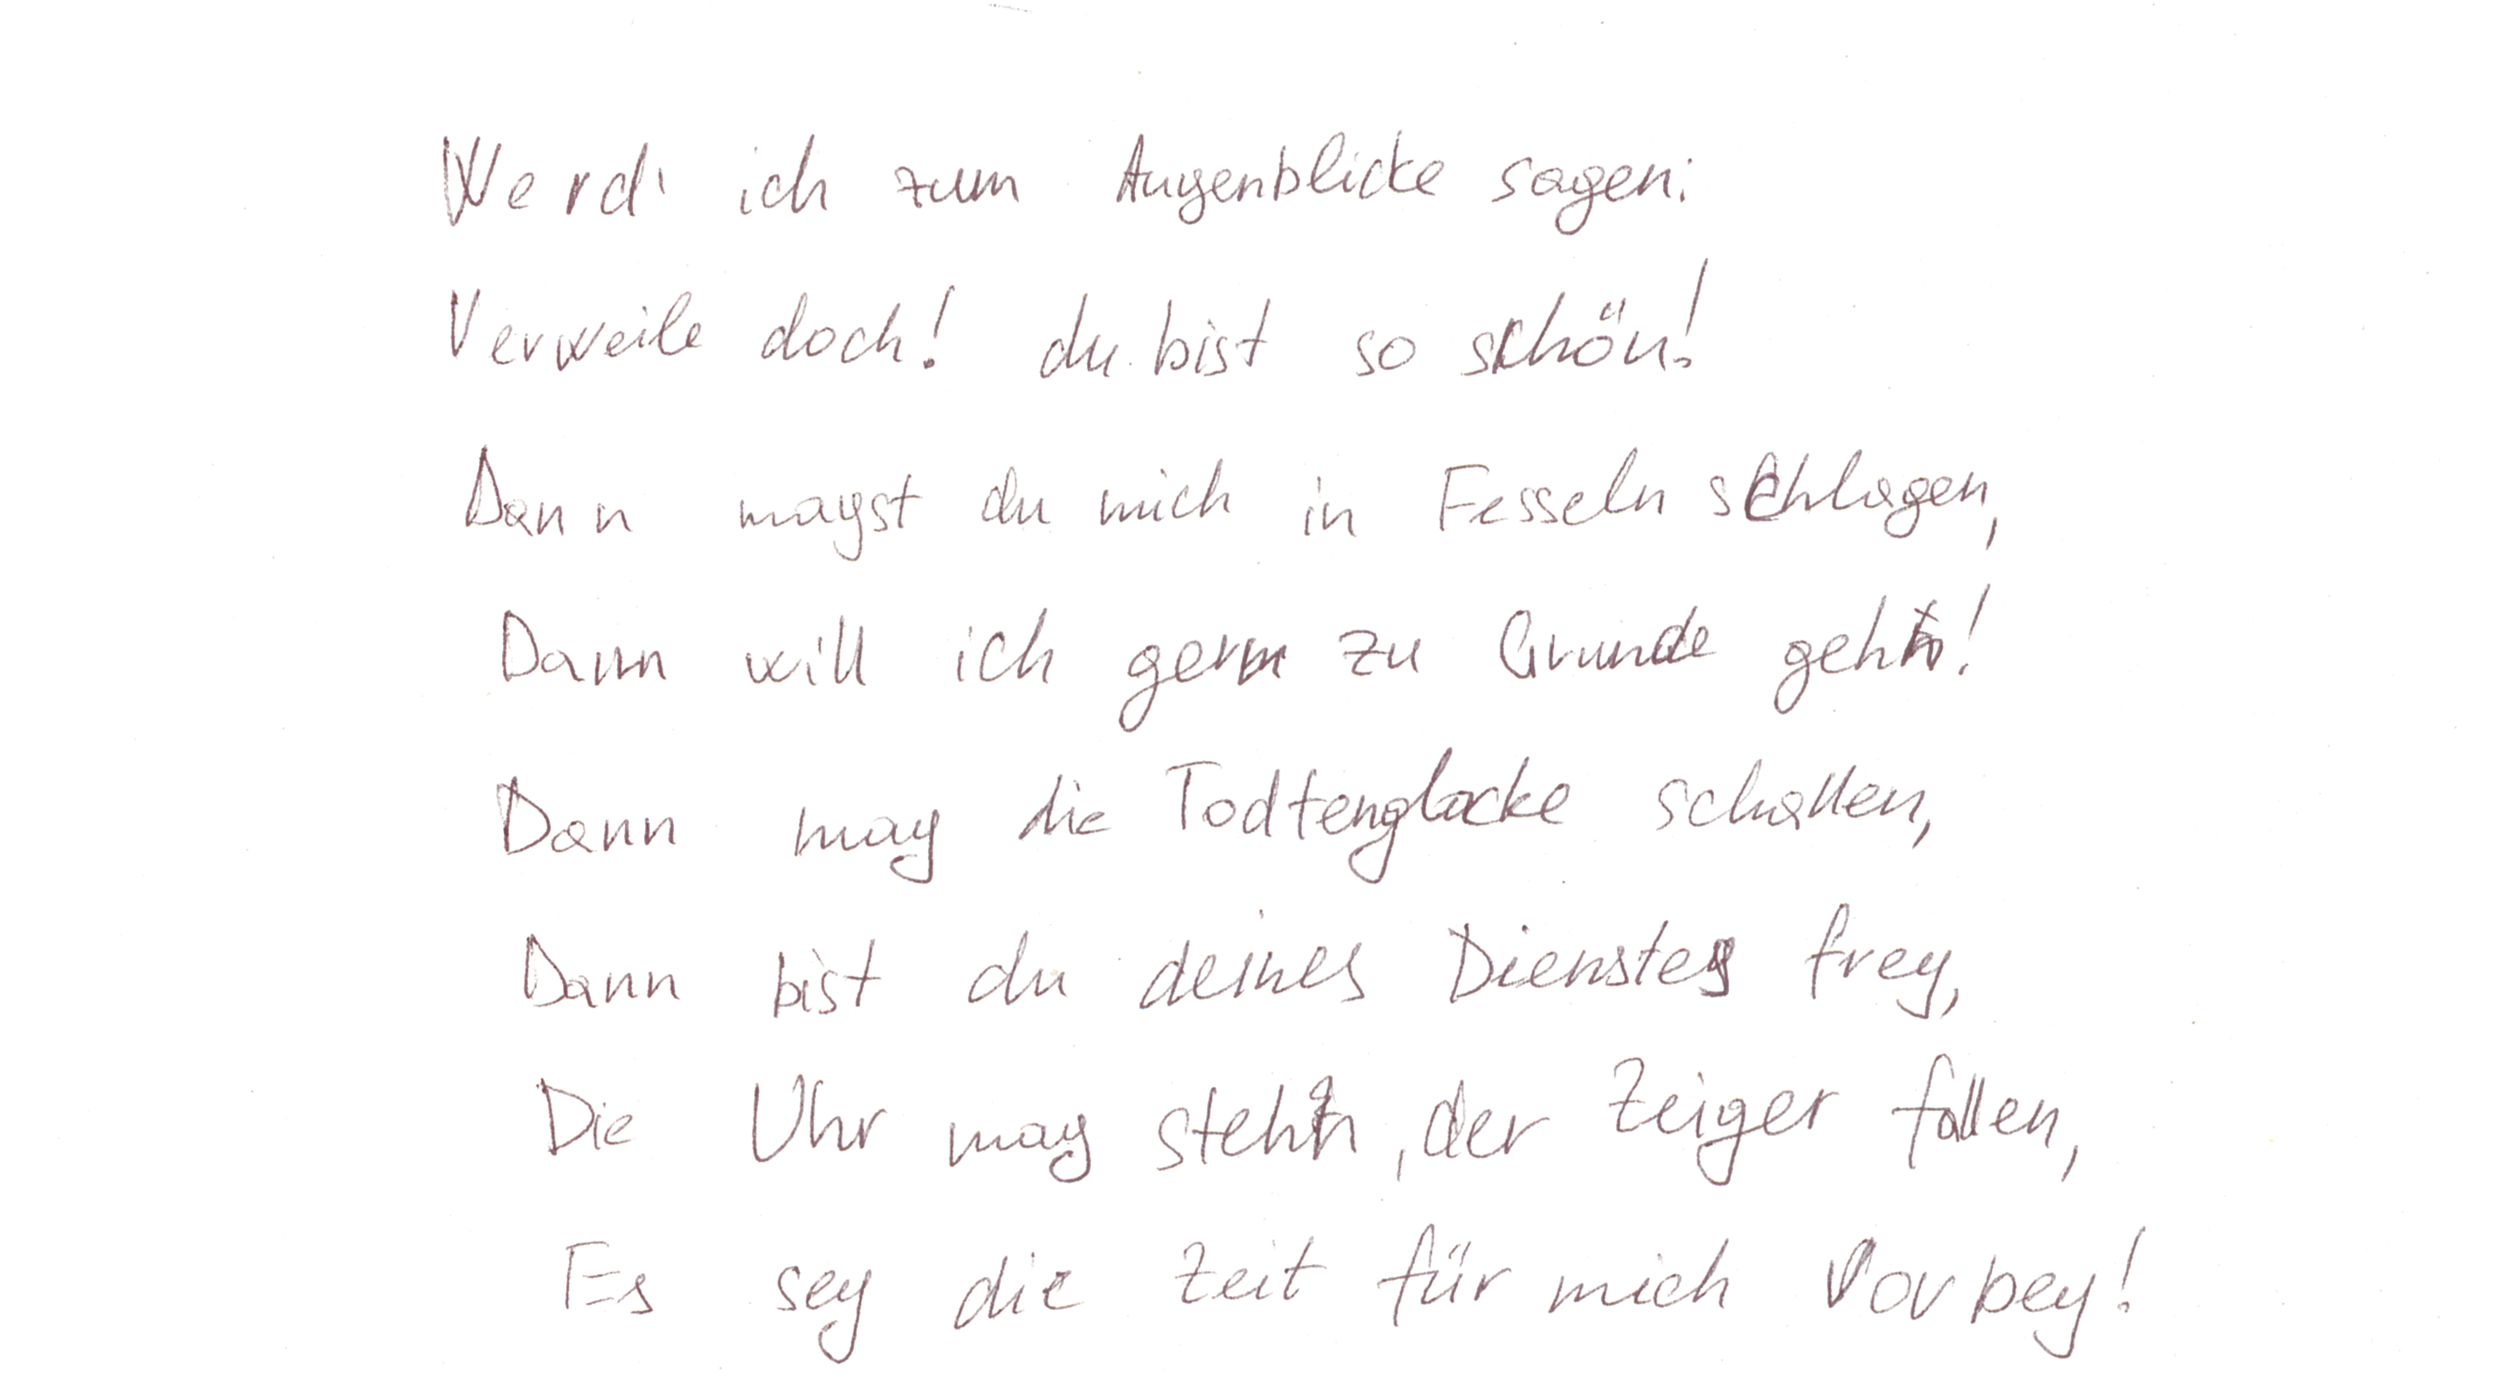 Werd' ich zum Augenblicke sagen:
Verweile doch! du bist so schön!
Dann magst du mich in Fesseln schlagen,
Dann will ich gern zu Grunde gehn!
Dann mag die Todtenglocke schallen,
Dann bist du deines Dienstes frey,
Die Uhr mag stehn, der Zeiger fallen,
Es sey die Zeit für mich vorbey!